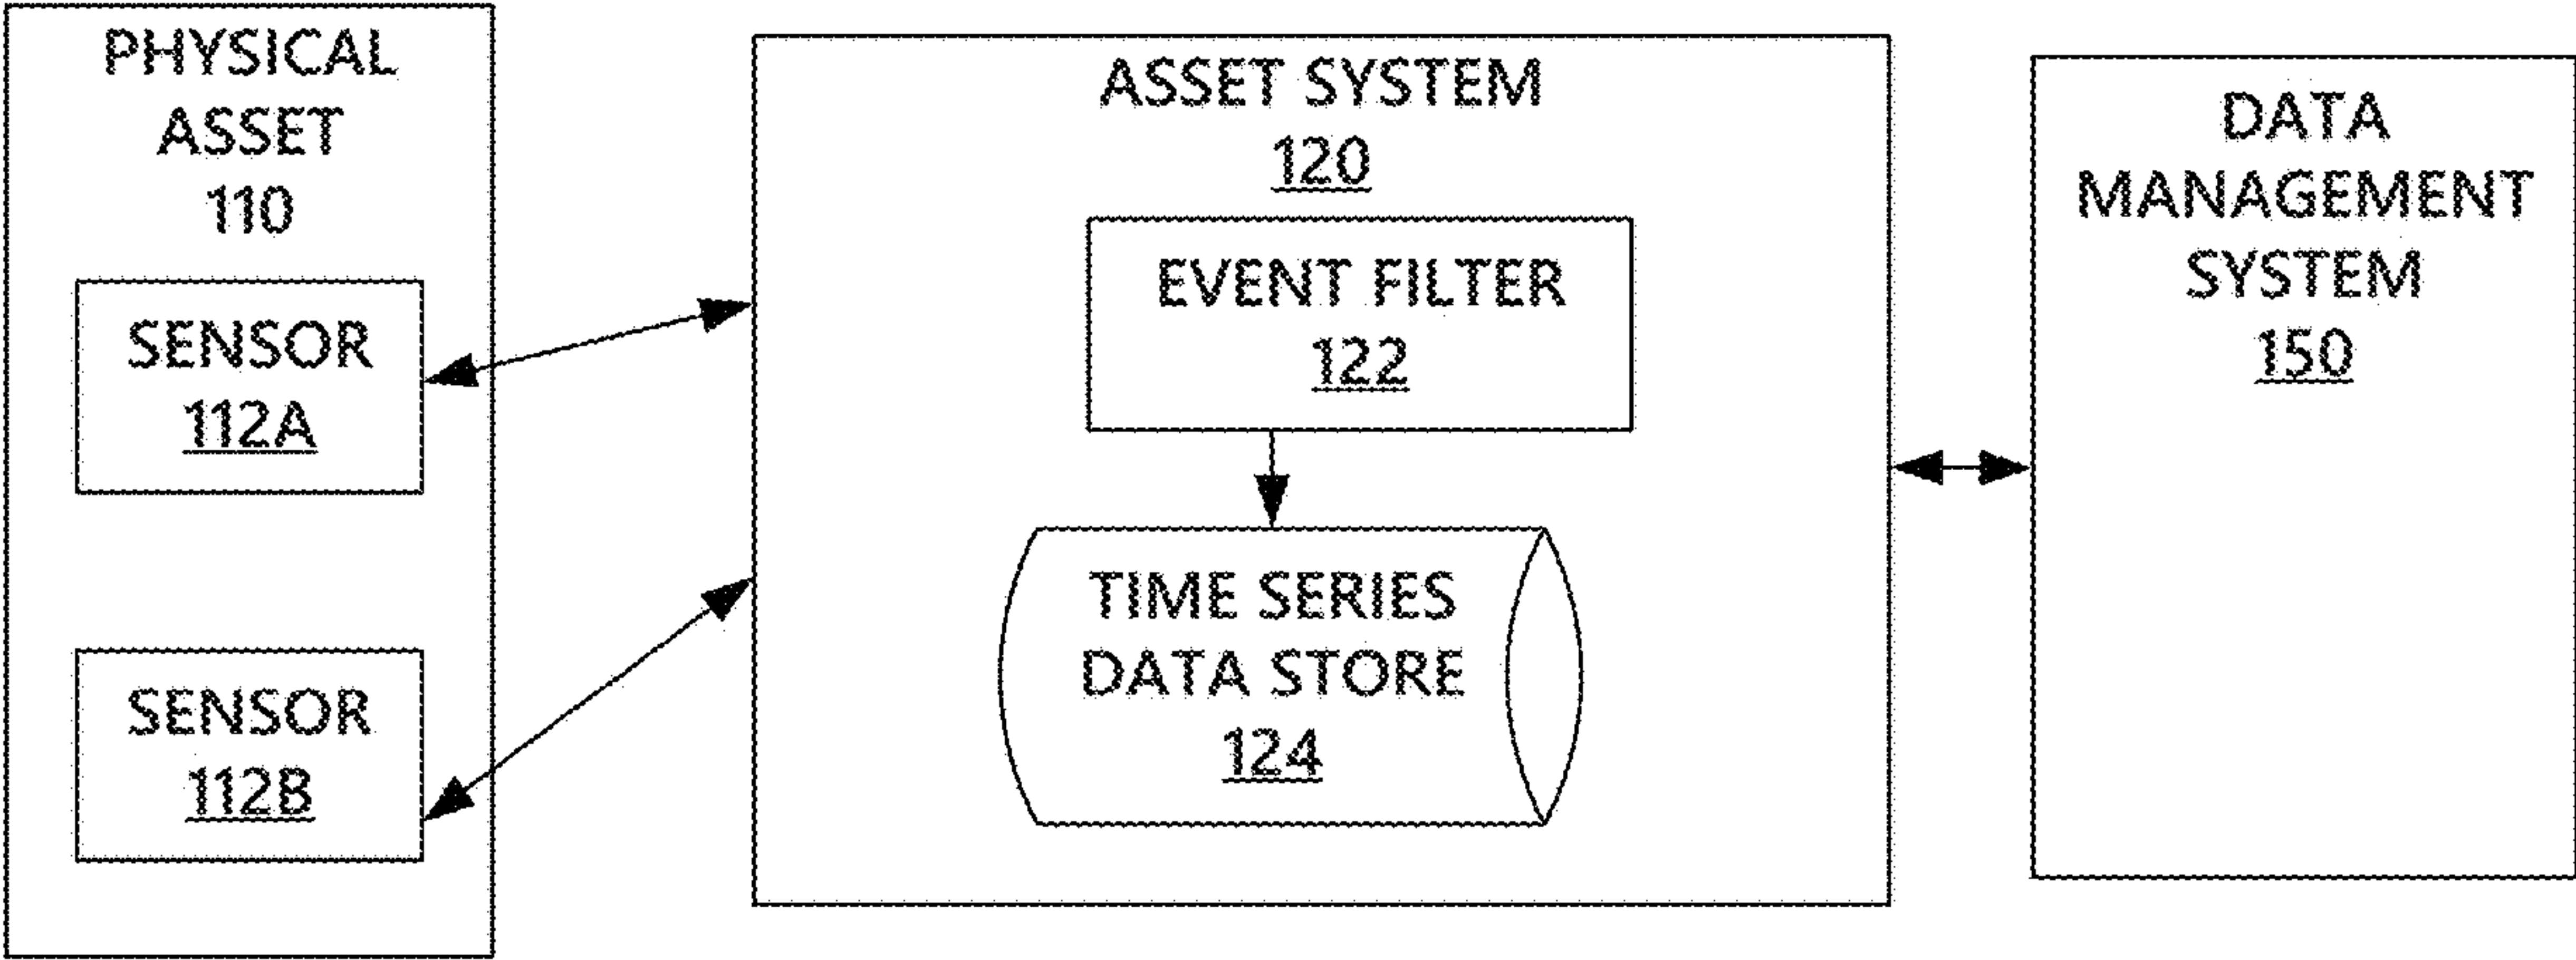 PHYSICAL
ASSET
110
SENSOR
112A
SENSOR
112B
ASSET SYSTEM
120
EVENT FILTER
122
TIME SERIES
DATA STORE
124
DATA
MANAGEMENT
SYSTEM
150